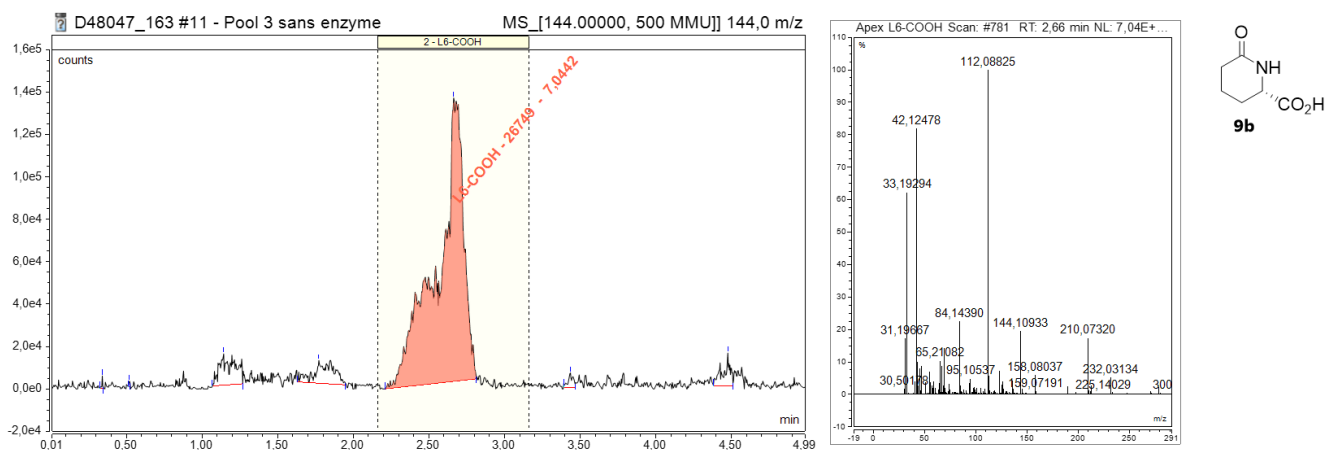 D48047_163 #11 - Pool 3 sans enzyme MS_[144.00000, 500 MMU]] 144,0 m/z
1,6e5
1,4e5
1,2e5
1,0e5
8,0e4
6,0e4
4,0e4
2,0e4
0,0e0
-2,0e4
counts
2 - L6-COOH
L6-COOH - 26749 - 7,0442
min
0,01 0,50 1,00 1,50 2,00 2,50 3,00 3,50 4,00 4,50 4,99
Apex L6-COOH Scan: #781 RT: 2,66 min NL: 7,04E+…
%
110
100
90
80
70
60
50
40
30
20
10
0
-10
112,08825
42,12478
33,19294
84,14390
31,19667
144,10933
210,07320
65,21082
158,08037
232,03134
95,10537
30,50178
159,07191
225,14029
300
m/z
-19 0 50 100 150 200 250 291
O
NH
CO2H
9b